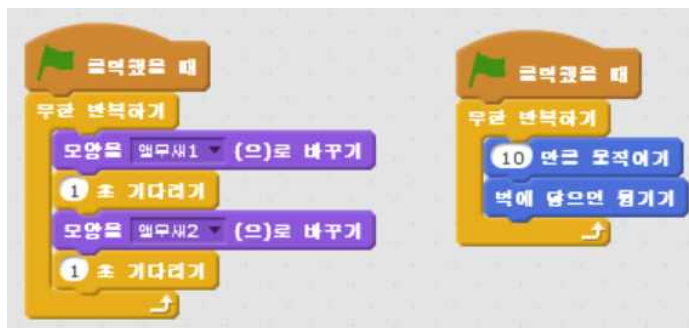 클릭했을 때
무한 반복하기
모양을 앵무새1 (으)로 바꾸기
1 초 기다리기
모양을 앵무새2 (으)로 바꾸기
1 초 기다리기
클릭했을 때
무한 반복하기
10 만큼 움직이기
벽에 닿으면 튕기기